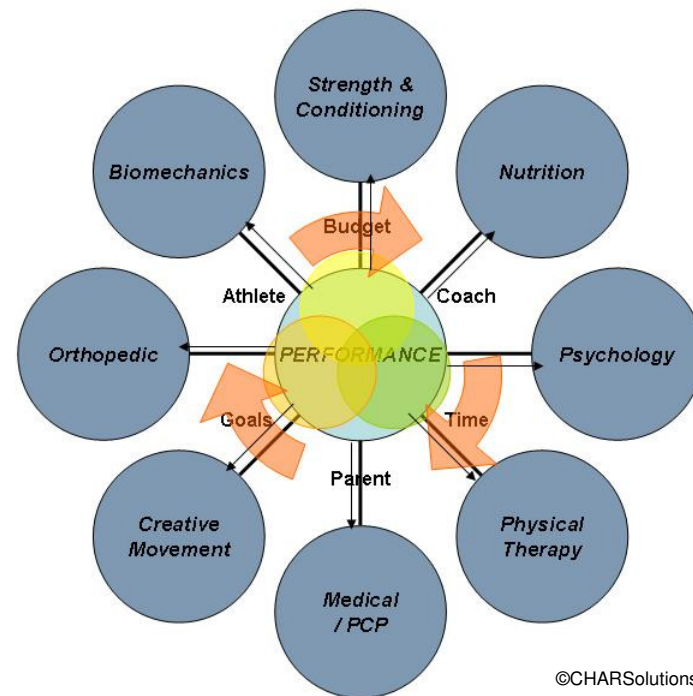 Strength &
Conditioning
Biomechanics
Nutrition
Budget
Athlete
Coach
Orthopedic
PERFORMANCE
Psychology
Goals
Time
Parent
Creative
Movement
Physical
Therapy
Medical
/ PCP
©CHARSolutions